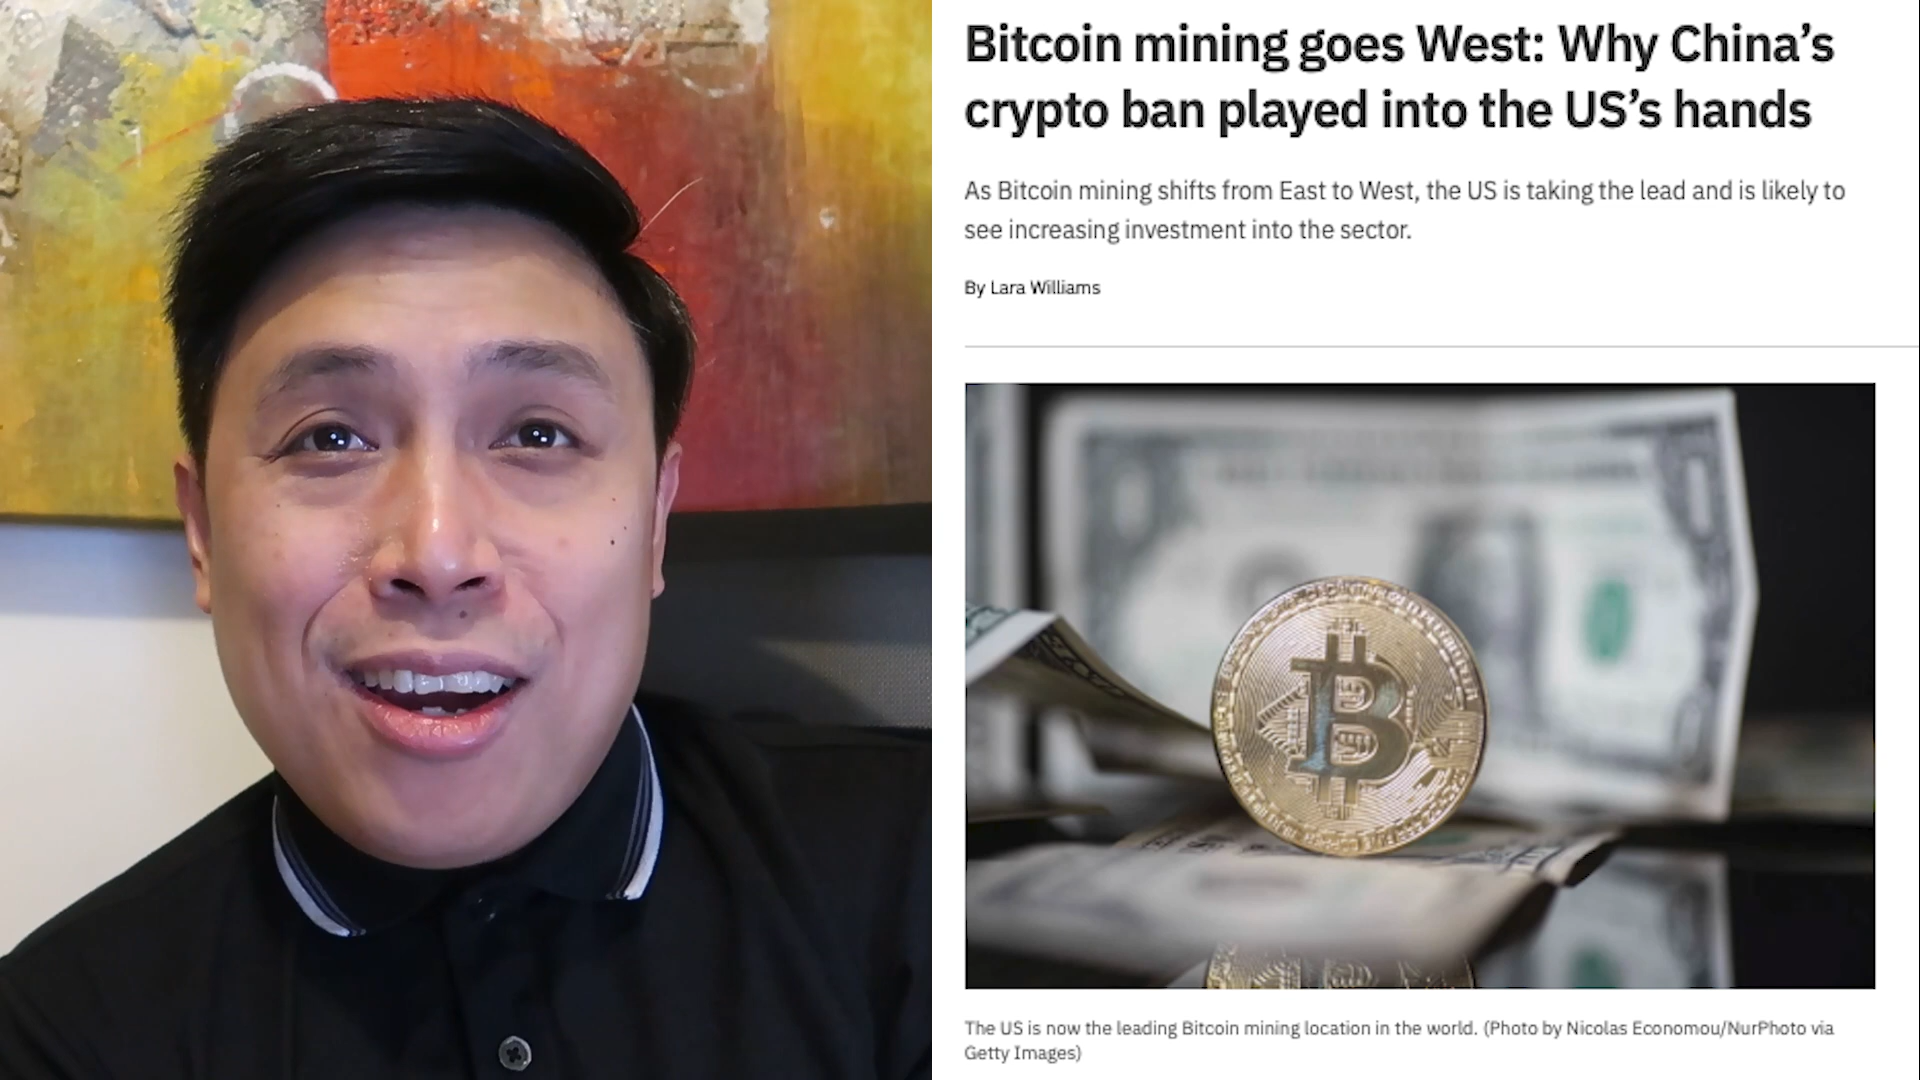 Bitcoin mining goes West: Why China’s
crypto ban played into the US’s hands
As Bitcoin mining shifts from East to West, the US is taking the lead and is likely to
see increasing investment into the sector.
By Lara Williams
The US is now the leading Bitcoin mining location in the world. (Photo by Nicolas Economou/NurPhoto via
Getty Images)